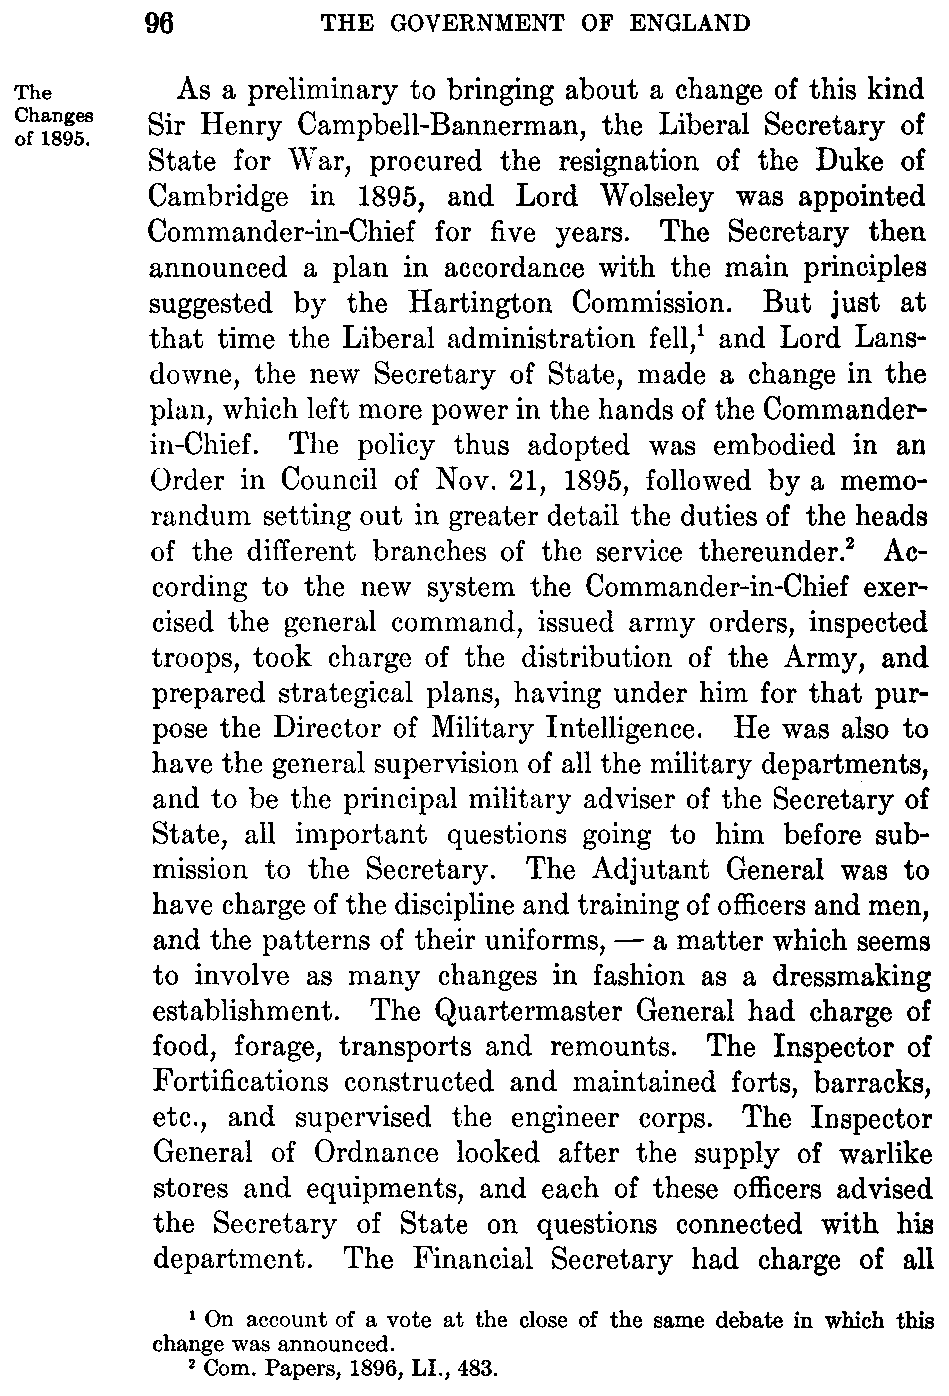 96 THE GOVERNMENT OF ENGLAND
The
Changes
of 1895.
As a preliminary to bringing about a change of this kind
Sir Henry Campbell-Bannerman, the Liberal Secretary of
State for War, procured the resignation of the Duke of
Cambridge in 1895, and Lord Wolseley was appointed
Commander-in-Chief for five years. The Secretary then
announced a plan in accordance with the main principles
suggested by the Hartington Commission. But just at
that time the Liberal administration fell,¹ and Lord Lans-
downe, the new Secretary of State, made a change in the
plan, which left more power in the hands of the Commander-
in-Chief. The policy thus adopted was embodied in an
Order in Council of Nov. 21, 1895, followed by a memo-
randum setting out in greater detail the duties of the heads
of the different branches of the service thereunder.² Ac-
cording to the new system the Commander-in-Chief exer-
cised the general command, issued army orders, inspected
troops, took charge of the distribution of the Army, and
prepared strategical plans, having under him for that pur-
pose the Director of Military Intelligence. He was also to
have the general supervision of all the military departments,
and to be the principal military adviser of the Secretary of
State, all important questions going to him before sub-
mission to the Secretary. The Adjutant General was to
have charge of the discipline and training of officers and men,
and the patterns of their uniforms, — a matter which seems
to involve as many changes in fashion as a dressmaking
establishment. The Quartermaster General had charge of
food, forage, transports and remounts. The Inspector of
Fortifications constructed and maintained forts, barracks,
etc., and supervised the engineer corps. The Inspector
General of Ordnance looked after the supply of warlike
stores and equipments, and each of these officers advised
the Secretary of State on questions connected with his
department. The Financial Secretary had charge of all
¹ On account of a vote at the close of the same debate in which this
change was announced.
² Com. Papers, 1896, LI., 483.